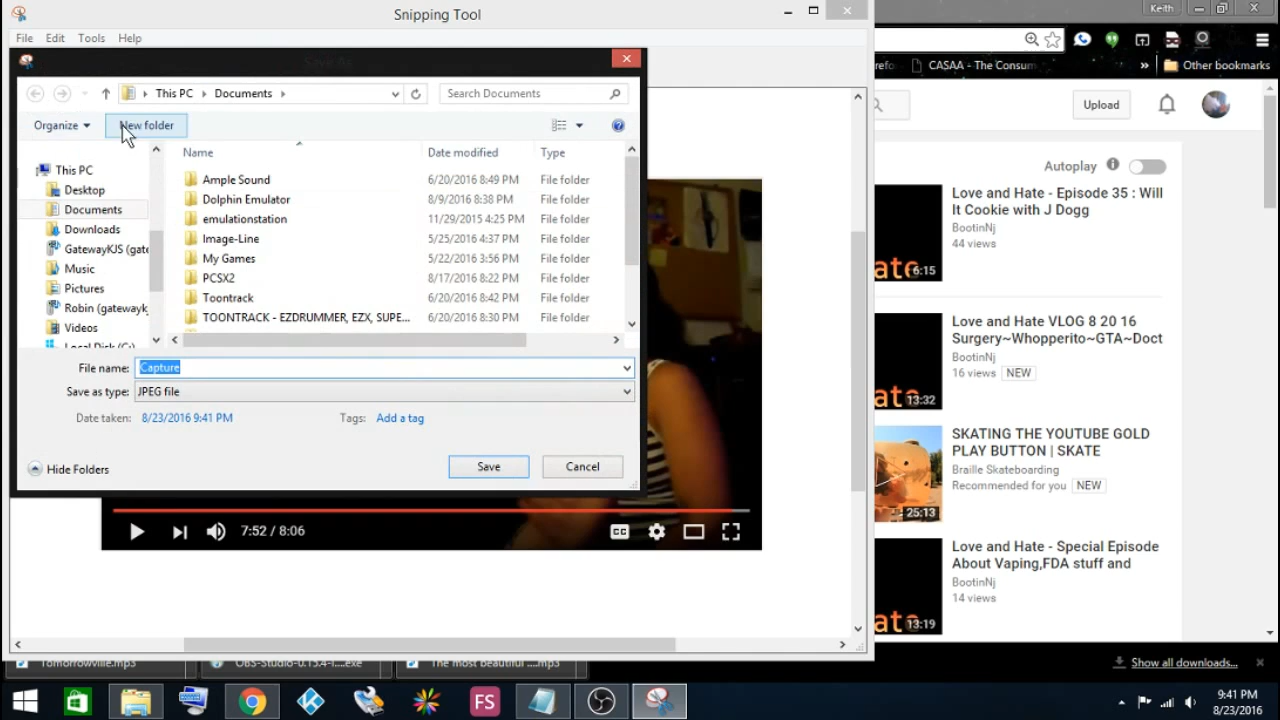 Snipping Tool
File Edit Tools Help
Save As
This PC Documents
Search Documents
Organize New folder
Name Date modified Type
This PC
Desktop
Documents
Downloads
GatewayKJS (gate
Music
Pictures
Robin (gatewayk
Videos
Local Disk (C:)
Ample Sound 6/20/2016 8:49 PM File folder
Dolphin Emulator 8/9/2016 8:38 PM File folder
emulationstation 11/29/2015 4:25 PM File folder
Image-Line 5/25/2016 4:37 PM File folder
My Games 5/22/2016 3:56 PM File folder
PCSX2 8/17/2016 8:22 PM File folder
Toontrack 6/20/2016 8:42 PM File folder
TOONTRACK - EZDRUMMER, EZX, SUPE... 6/20/2016 8:30 PM File folder
File name: Capture
Save as type: JPEG file
Date taken: 8/23/2016 9:41 PM Tags: Add a tag
Hide Folders
Save Cancel
7:52 / 8:06
CC
Keith
CASAA - The Consum
» Other bookmarks
Upload
Autoplay
Love and Hate - Episode 35 : Will
It Cookie with J Dogg
BootinNj
44 views
6:15
Love and Hate VLOG 8 20 16
Surgery~Whopperito~GTA~Doct
BootinNj
16 views NEW
13:32
SKATING THE YOUTUBE GOLD
PLAY BUTTON | SKATE
Braille Skateboarding
Recommended for you NEW
25:13
Love and Hate - Special Episode
About Vaping,FDA stuff and
BootinNj
14 views
13:19
Tomorrowville.mp3
OBS-Studio-0.15.4-i....exe
The most beautiful ....mp3
Show all downloads...
FS
9:41 PM
8/23/2016